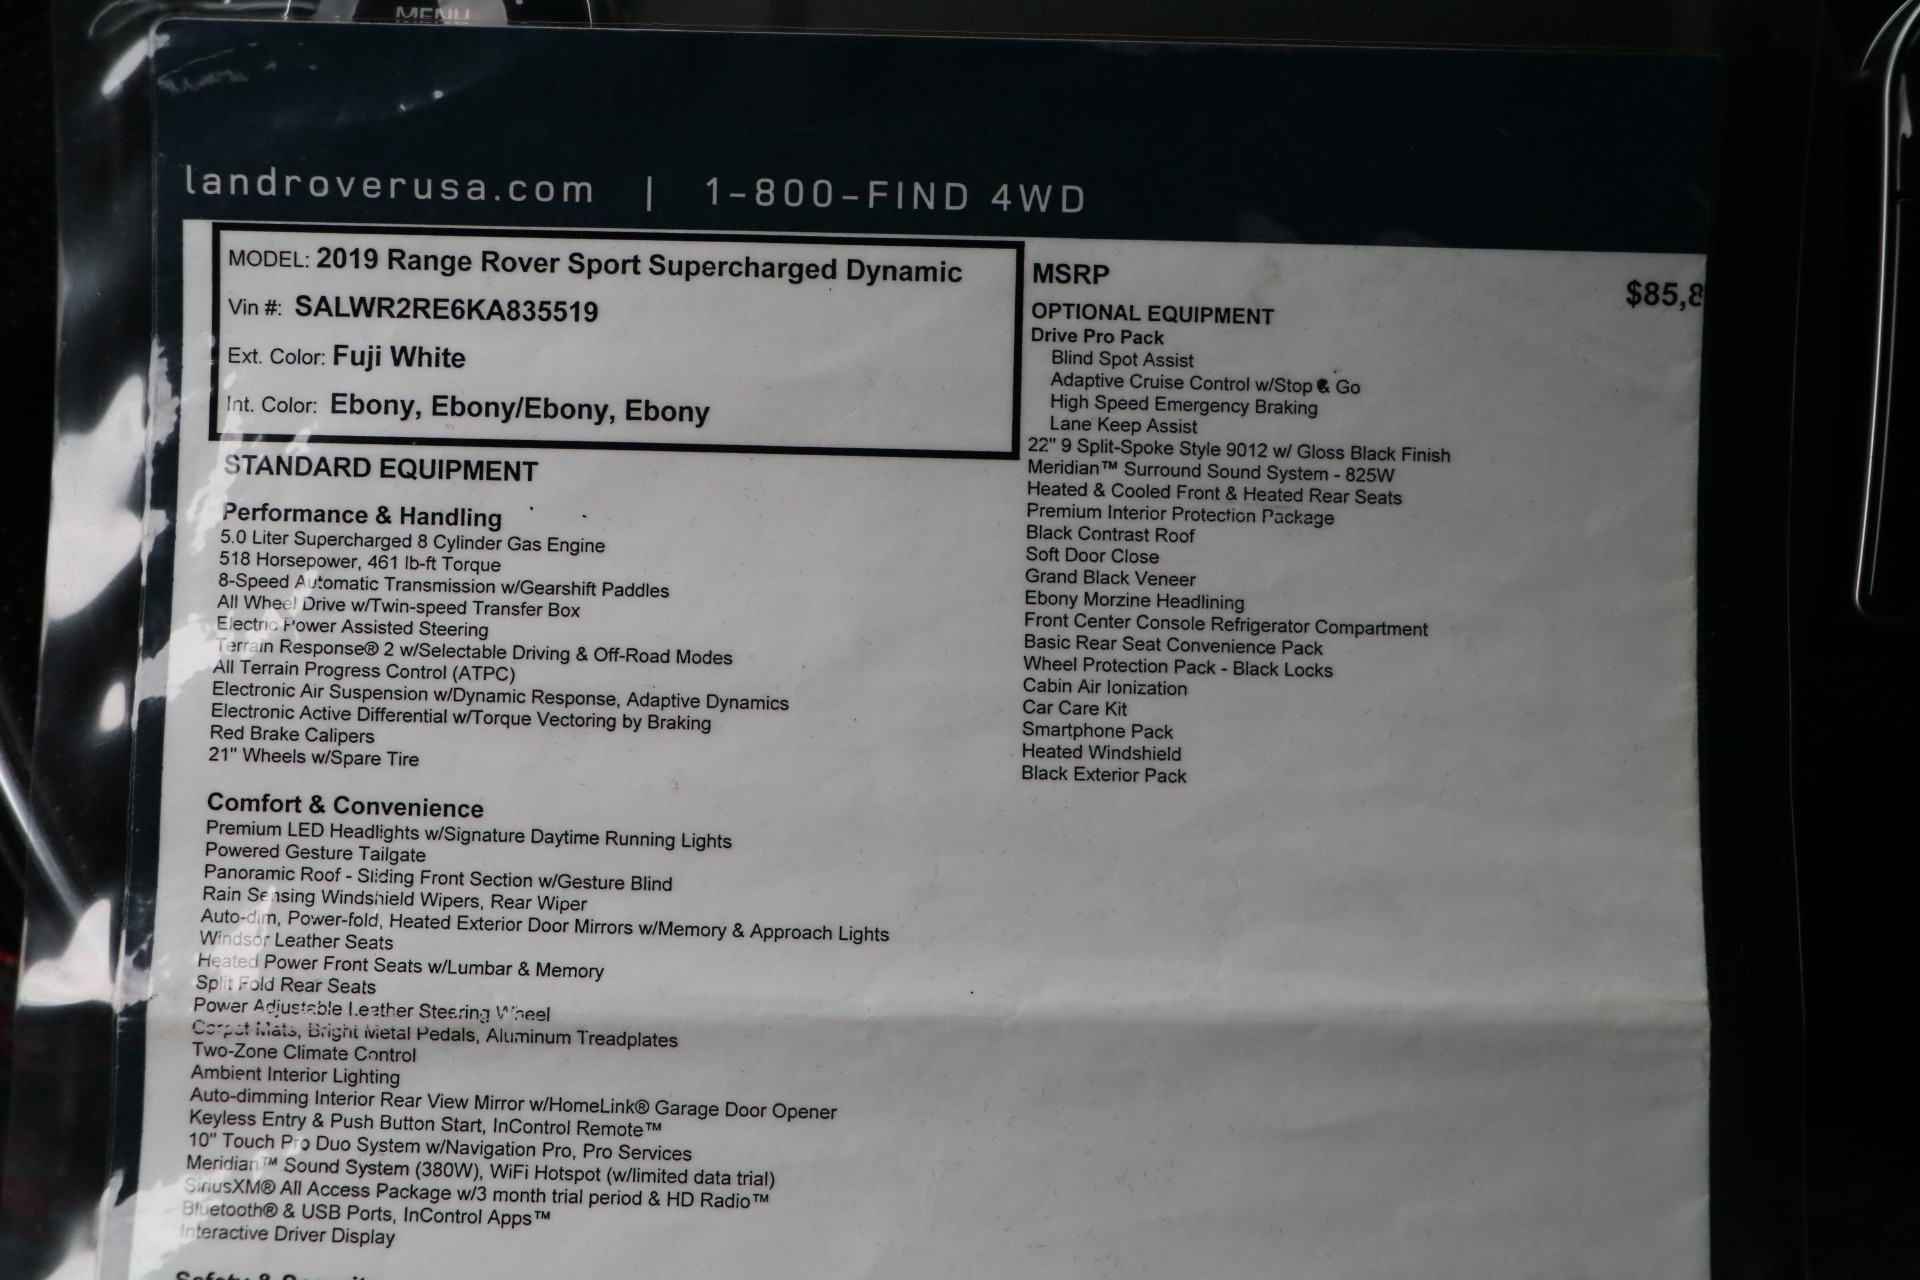 MENU
landroverusa.com | 1-800-FIND 4WD
MODEL: 2019 Range Rover Sport Supercharged Dynamic
Vin #: SALWR2RE6KA835519
Ext. Color: Fuji White
Int. Color: Ebony, Ebony/Ebony, Ebony
STANDARD EQUIPMENT
Performance & Handling
5.0 Liter Supercharged 8 Cylinder Gas Engine
518 Horsepower, 461 lb-ft Torque
8-Speed Automatic Transmission w/Gearshift Paddles
All Wheel Drive w/Twin-speed Transfer Box
Electric Power Assisted Steering
Terrain Response® 2 w/Selectable Driving & Off-Road Modes
All Terrain Progress Control (ATPC)
Electronic Air Suspension w/Dynamic Response, Adaptive Dynamics
Electronic Active Differential w/Torque Vectoring by Braking
Red Brake Calipers
21" Wheels w/Spare Tire
Comfort & Convenience
Premium LED Headlights w/Signature Daytime Running Lights
Powered Gesture Tailgate
Panoramic Roof - Sliding Front Section w/Gesture Blind
Rain Sensing Windshield Wipers, Rear Wiper
Auto-dim, Power-fold, Heated Exterior Door Mirrors w/Memory & Approach Lights
Windsor Leather Seats
Heated Power Front Seats w/Lumbar & Memory
Split Fold Rear Seats
Power Adjustable Leather Steering Wheel
Carpet Mats, Bright Metal Pedals, Aluminum Treadplates
Two-Zone Climate Control
Ambient Interior Lighting
Auto-dimming Interior Rear View Mirror w/HomeLink® Garage Door Opener
Keyless Entry & Push Button Start, InControl Remote™
10" Touch Pro Duo System w/Navigation Pro, Pro Services
Meridian™ Sound System (380W), WiFi Hotspot (w/limited data trial)
SiriusXM® All Access Package w/3 month trial period & HD Radio™
Bluetooth® & USB Ports, InControl Apps™
Interactive Driver Display
MSRP $85,8
OPTIONAL EQUIPMENT
Drive Pro Pack
Blind Spot Assist
Adaptive Cruise Control w/Stop & Go
High Speed Emergency Braking
Lane Keep Assist
22" 9 Split-Spoke Style 9012 w/ Gloss Black Finish
Meridian™ Surround Sound System - 825W
Heated & Cooled Front & Heated Rear Seats
Premium Interior Protection Package
Black Contrast Roof
Soft Door Close
Grand Black Veneer
Ebony Morzine Headlining
Front Center Console Refrigerator Compartment
Basic Rear Seat Convenience Pack
Wheel Protection Pack - Black Locks
Cabin Air Ionization
Car Care Kit
Smartphone Pack
Heated Windshield
Black Exterior Pack